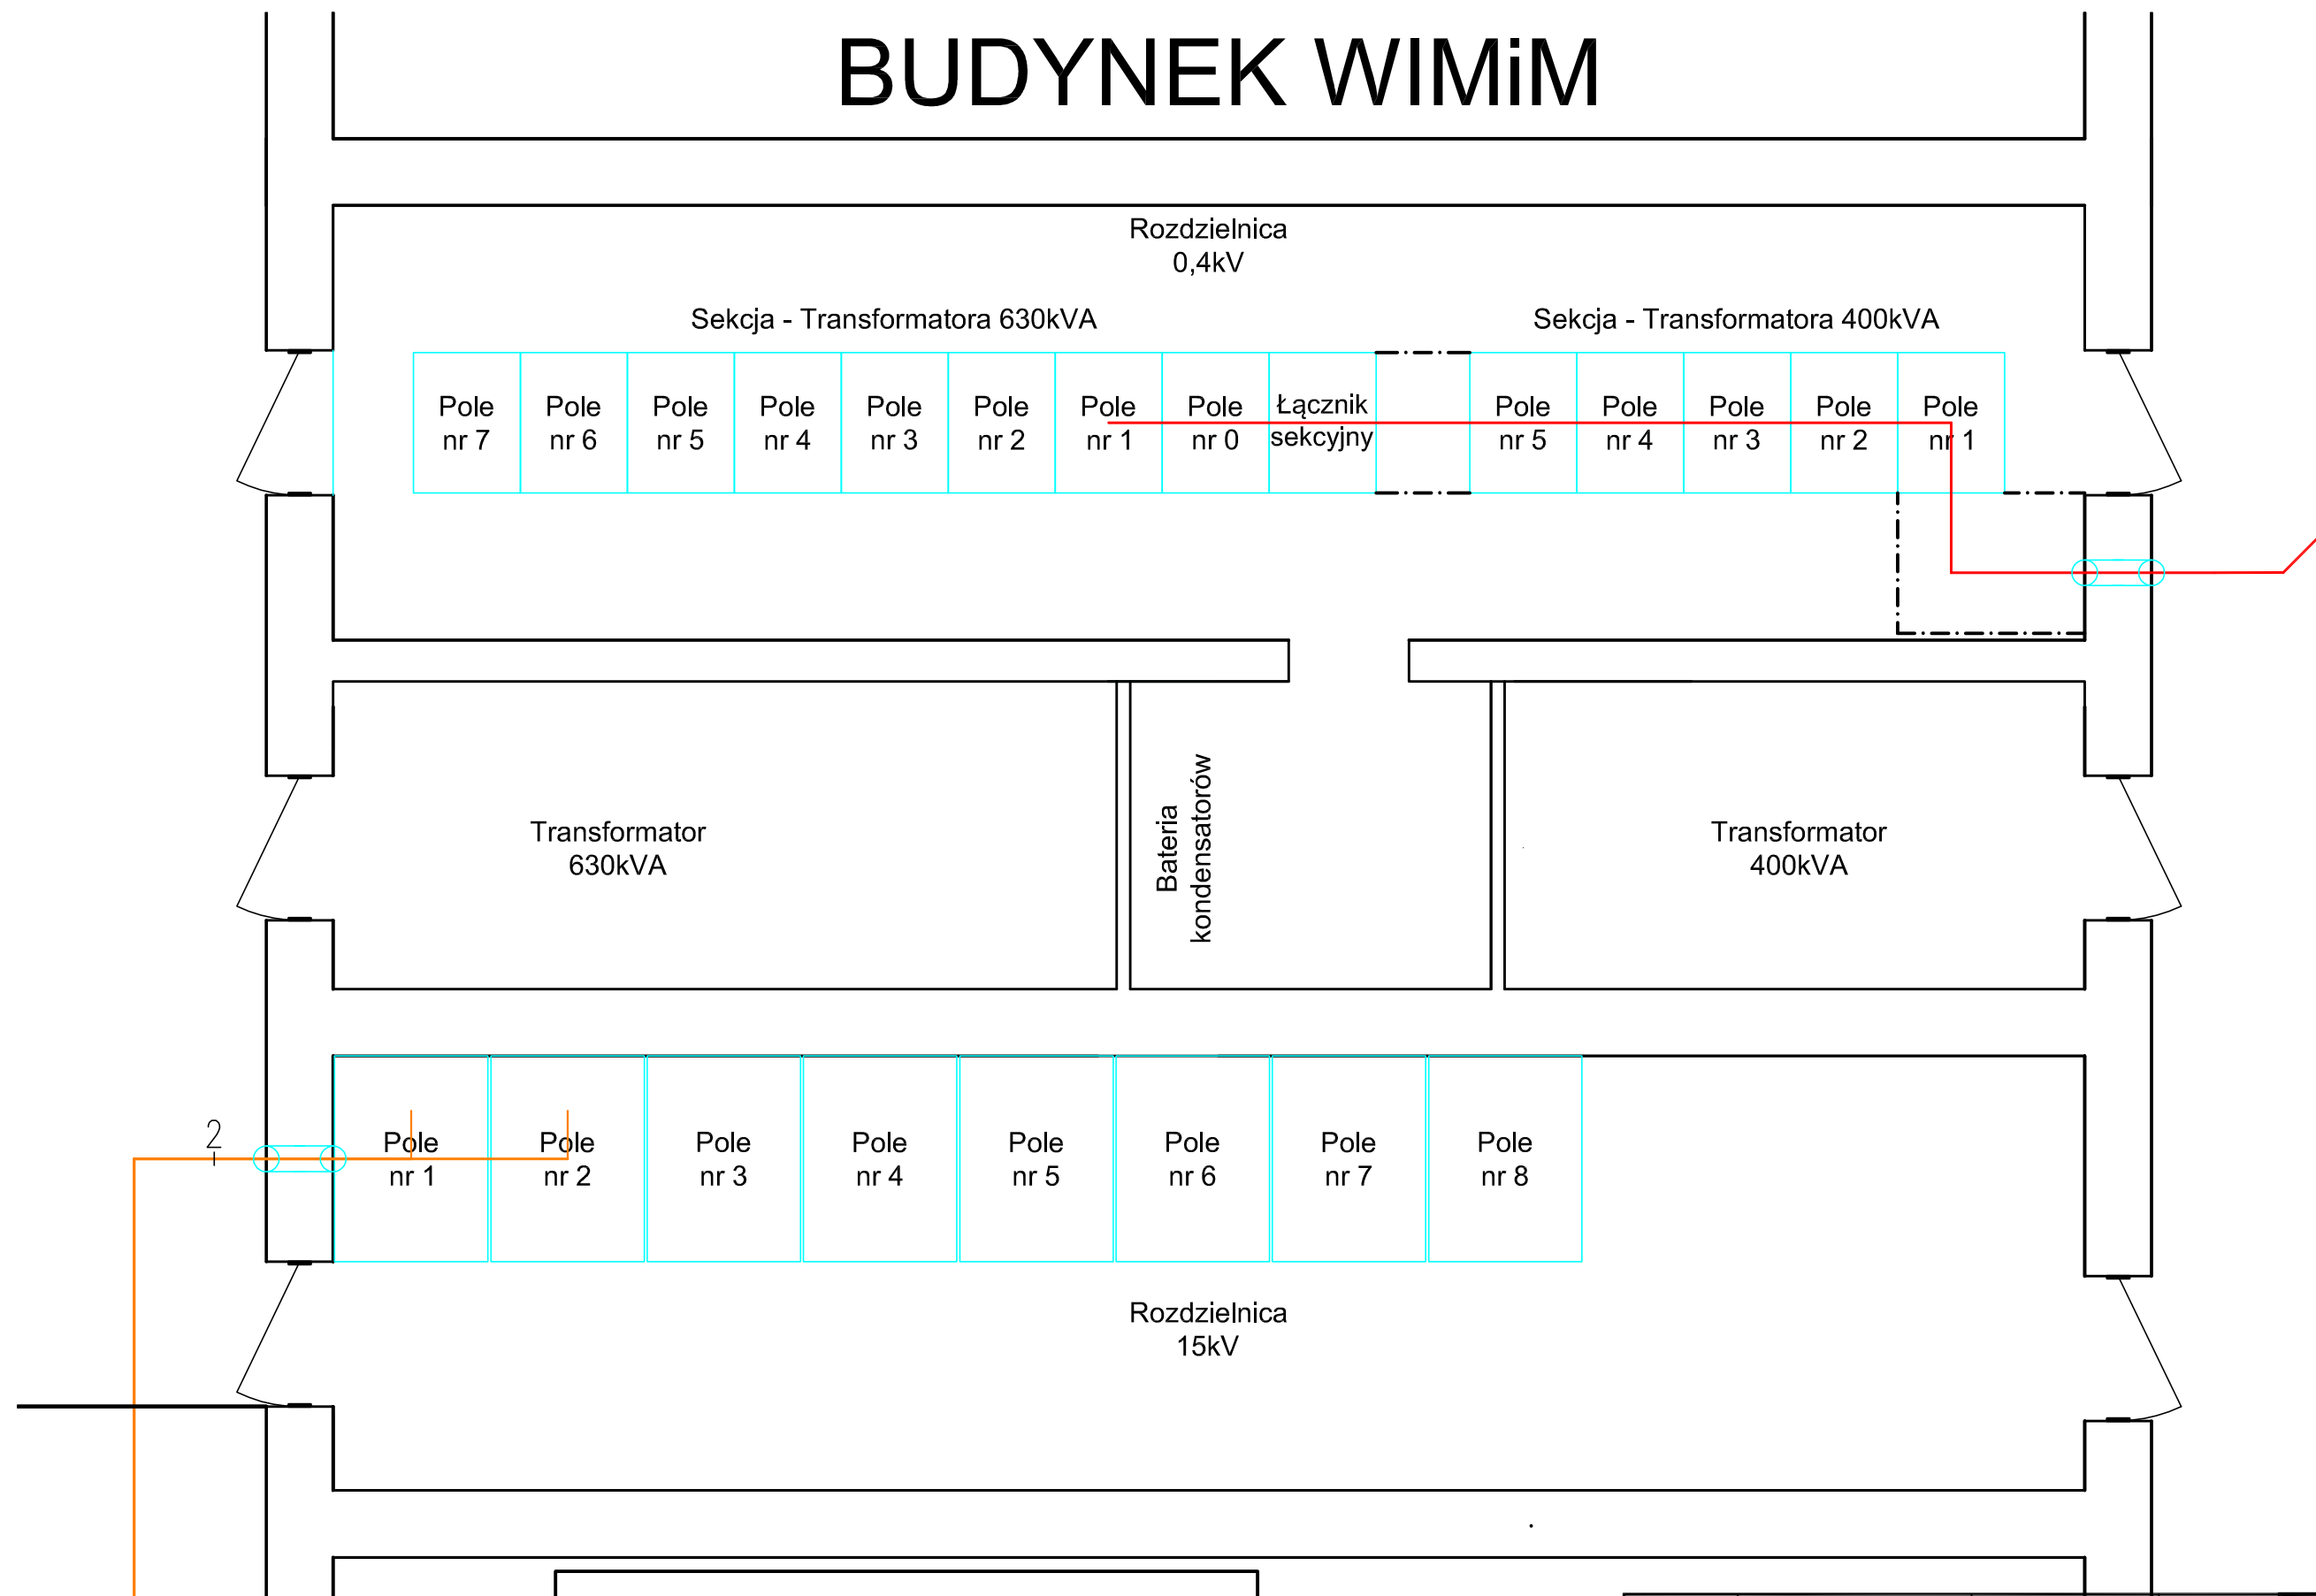 BUDYNEK WIMiM
Rozdzielnica
0,4kV
Sekcja - Transformatora 630kVA
Sekcja - Transformatora 400kVA
Pole
nr 7
Pole
nr 6
Pole
nr 5
Pole
nr 4
Pole
nr 3
Pole
nr 2
Pole
nr 1
Pole
nr 0
Łącznik
sekcyjny
Pole
nr 5
Pole
nr 4
Pole
nr 3
Pole
nr 2
Pole
nr 1
Transformator
630kVA
Bateria
kondensatorów
Transformator
400kVA
2
Pole
nr 1
Pole
nr 2
Pole
nr 3
Pole
nr 4
Pole
nr 5
Pole
nr 6
Pole
nr 7
Pole
nr 8
Rozdzielnica
15kV